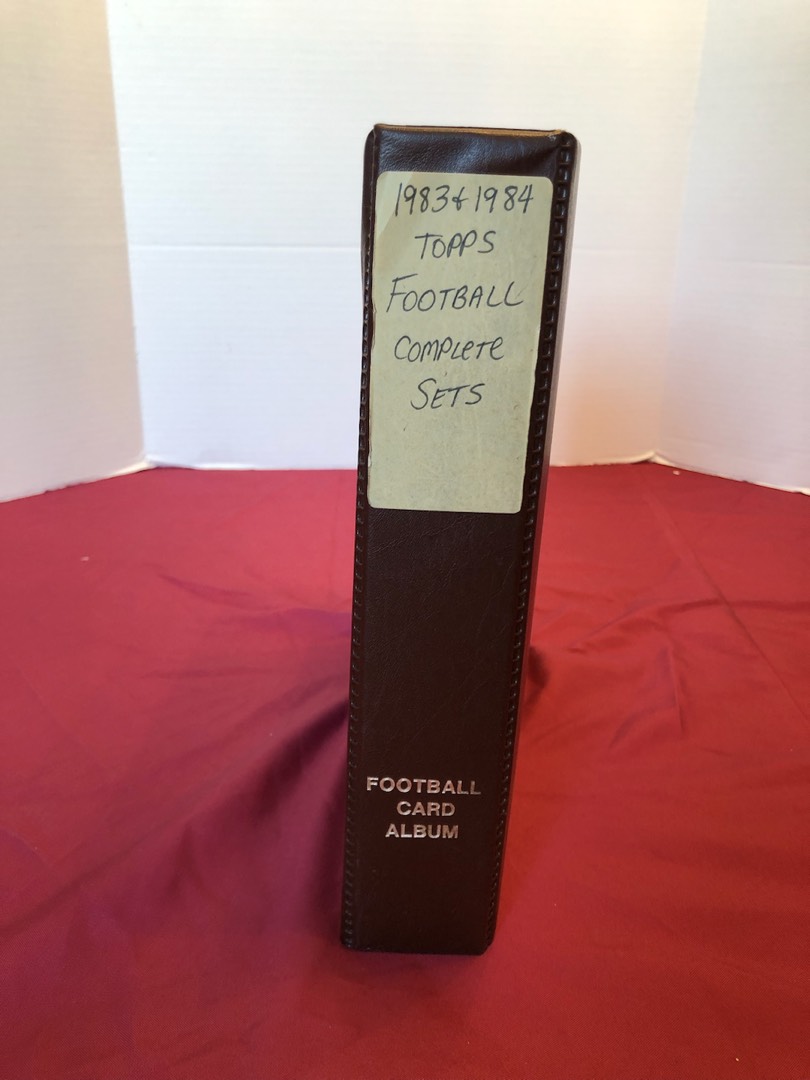 1983 & 1984
TOPPS
FOOTBALL
COMPLETE
SETS
FOOTBALL
CARD
ALBUM